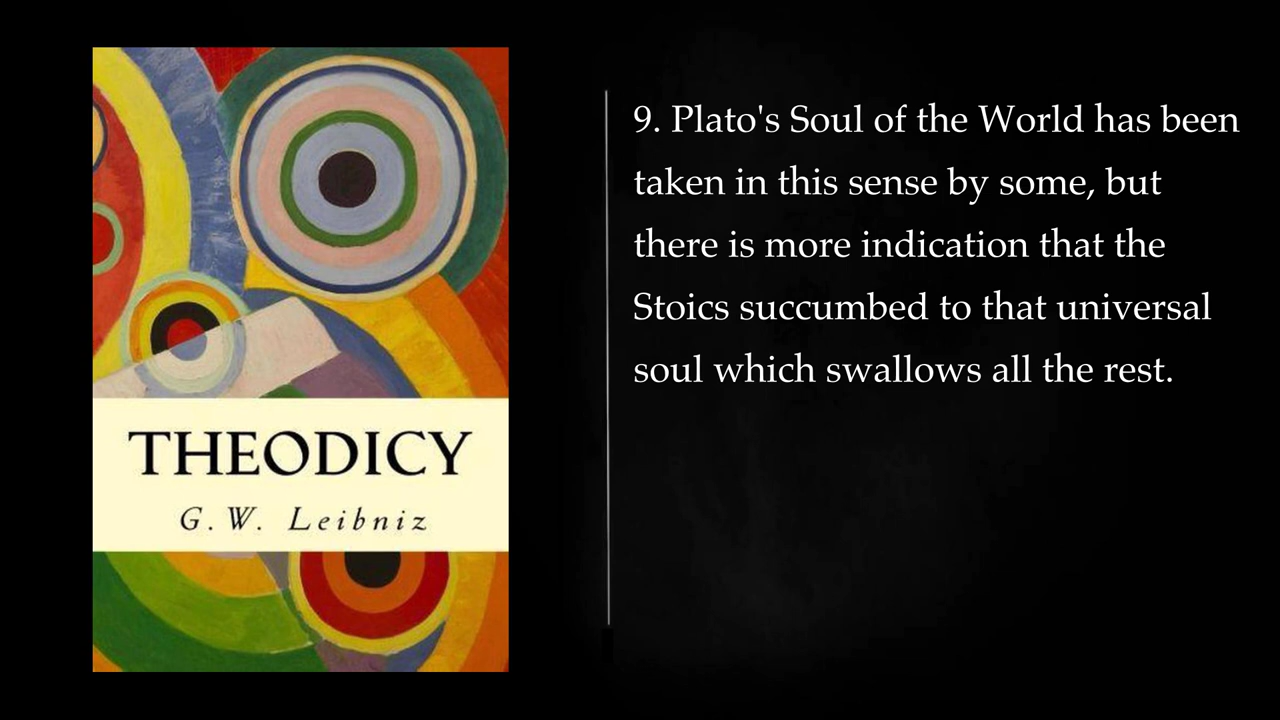 THEODICY
G. W. Leibniz
9. Plato's Soul of the World has been
taken in this sense by some, but
there is more indication that the
Stoics succumbed to that universal
soul which swallows all the rest.